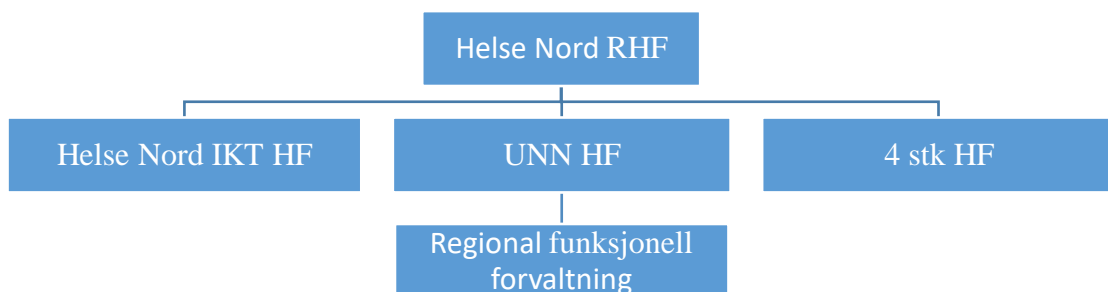 Helse Nord RHF
Helse Nord IKT HF
UNN HF
4 stk HF
Regional funksjonell
forvaltning